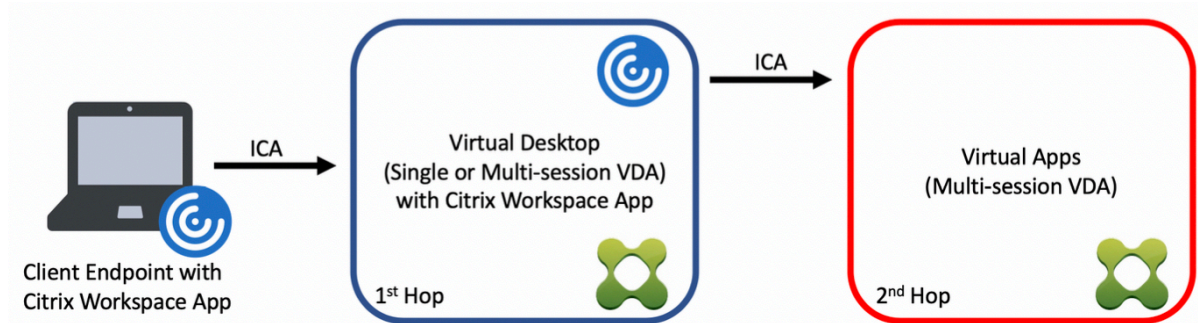 ICA
Client Endpoint with
Citrix Workspace App
Virtual Desktop
(Single or Multi-session VDA)
with Citrix Workspace App
1st Hop
ICA
Virtual Apps
(Multi-session VDA)
2nd Hop